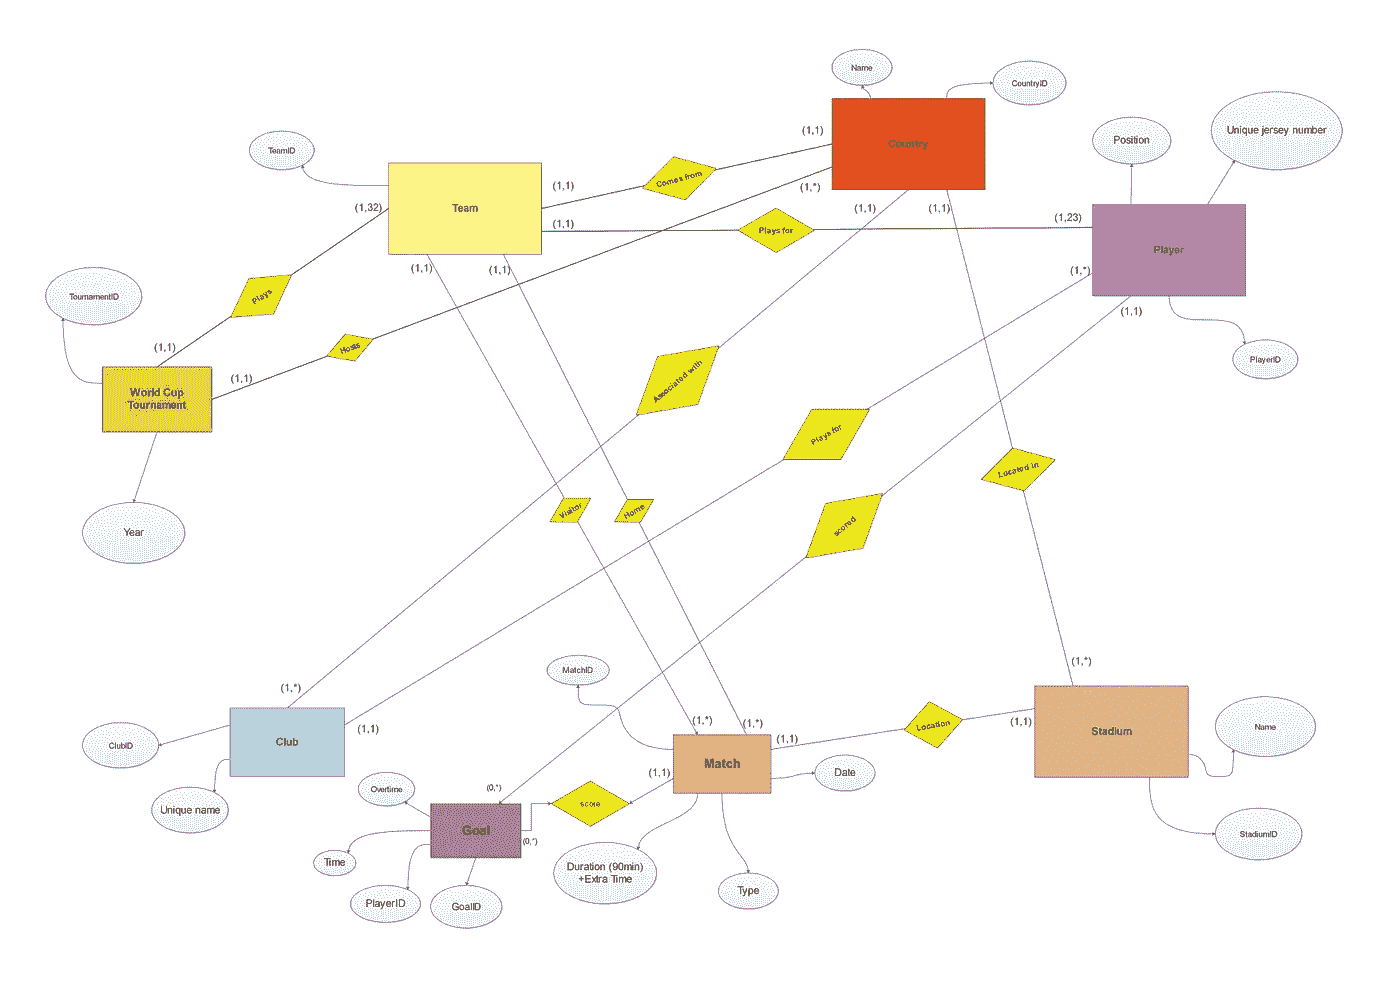 Name
CountryID
Unique jersey number
(1,1)
Country
Position
TeamID
Comes from
(1,1)
(1,*)
(1,32)
Team
(1,1)
(1,1)
(1,1)
(1,23)
Plays for
Player
(1,1)
(1,1)
(1,*)
TournamentID
Plays
(1,1)
Hosts
(1,1)
(1,1)
PlayerID
World Cup
Tournament
Associated with
Plays for
Located in
Visitor
Home
scored
Year
(1,*)
MatchID
(1,*)
(1,*)
(1,*)
(1,1)
Location
(1,1)
Stadium
Name
ClubID
Club
(1,1)
Match
Date
(1,1)
Overtime
(0,*)
score
Unique name
Goal
(0,*)
StadiumID
Time
Duration (90min)
+Extra Time
Type
PlayerID
GoalID